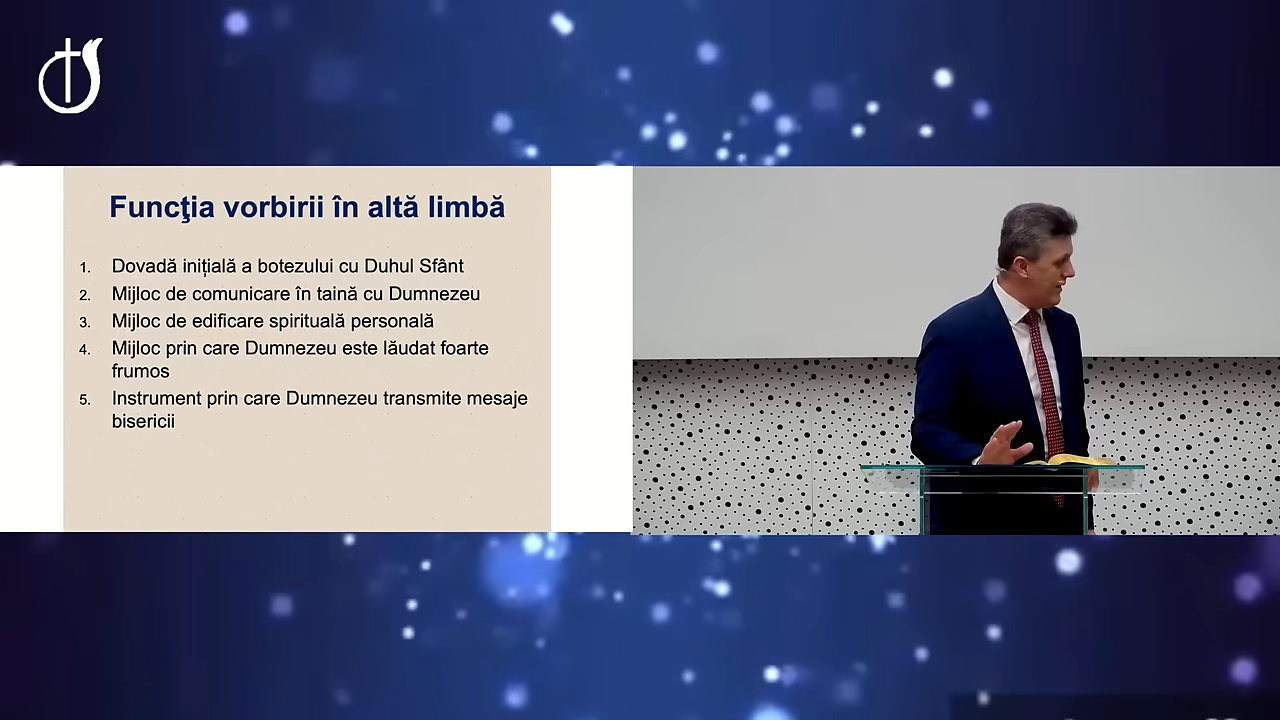 Funcţia vorbirii în altă limbă
1. Dovadă inițială a botezului cu Duhul Sfânt
2. Mijloc de comunicare în taină cu Dumnezeu
3. Mijloc de edificare spirituală personală
4. Mijloc prin care Dumnezeu este lăudat foarte
frumos
5. Instrument prin care Dumnezeu transmite mesaje
bisericii